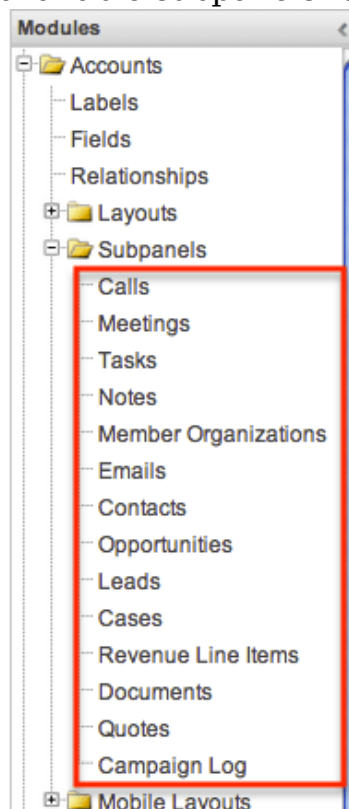 Modules
Accounts
Labels
Fields
Relationships
Layouts
Subpanels
Calls
Meetings
Tasks
Notes
Member Organizations
Emails
Contacts
Opportunities
Leads
Cases
Revenue Line Items
Documents
Quotes
Campaign Log
Mobile Layouts